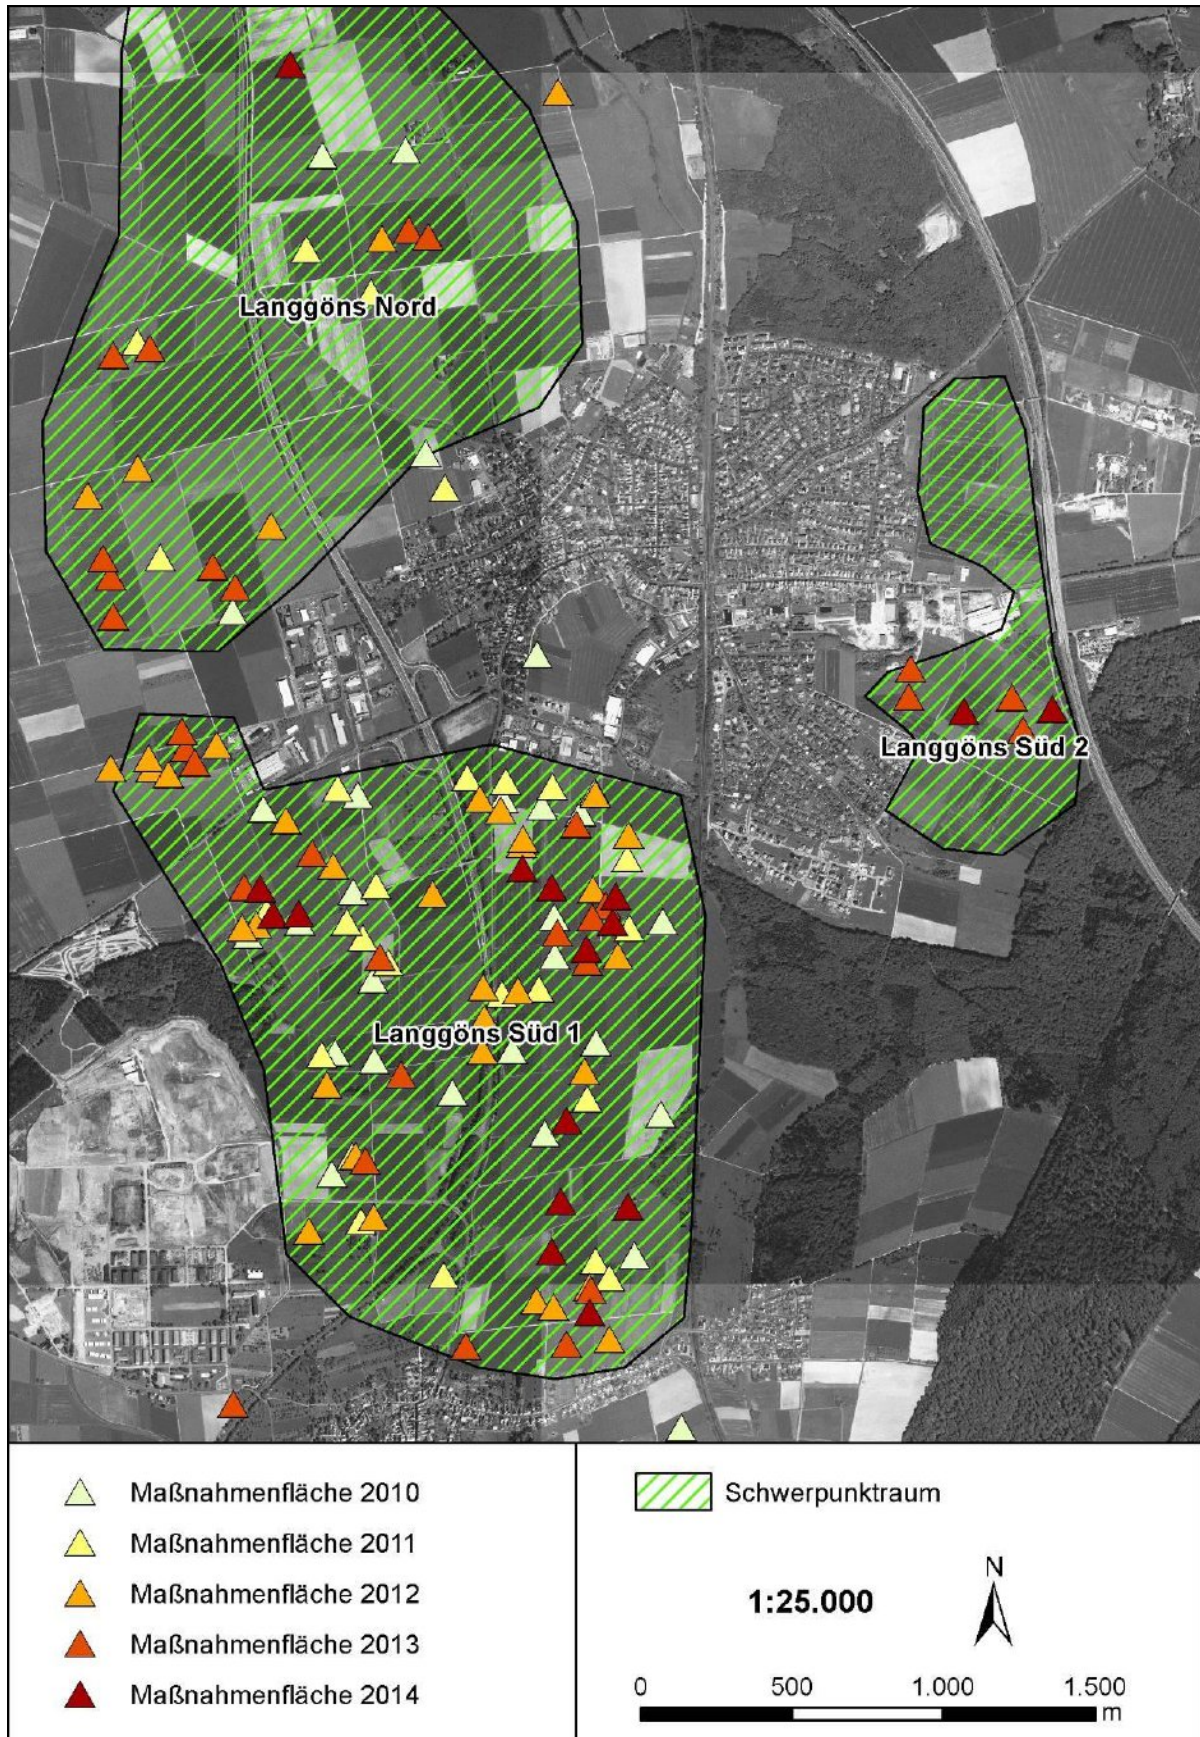 Langgöns Nord
Langgöns Süd 2
Langgöns Süd 1
Maßnahmenfläche 2010
Maßnahmenfläche 2011
Maßnahmenfläche 2012
Maßnahmenfläche 2013
Maßnahmenfläche 2014
Schwerpunktraum
1:25.000
N
0 500 1.000 1.500
m